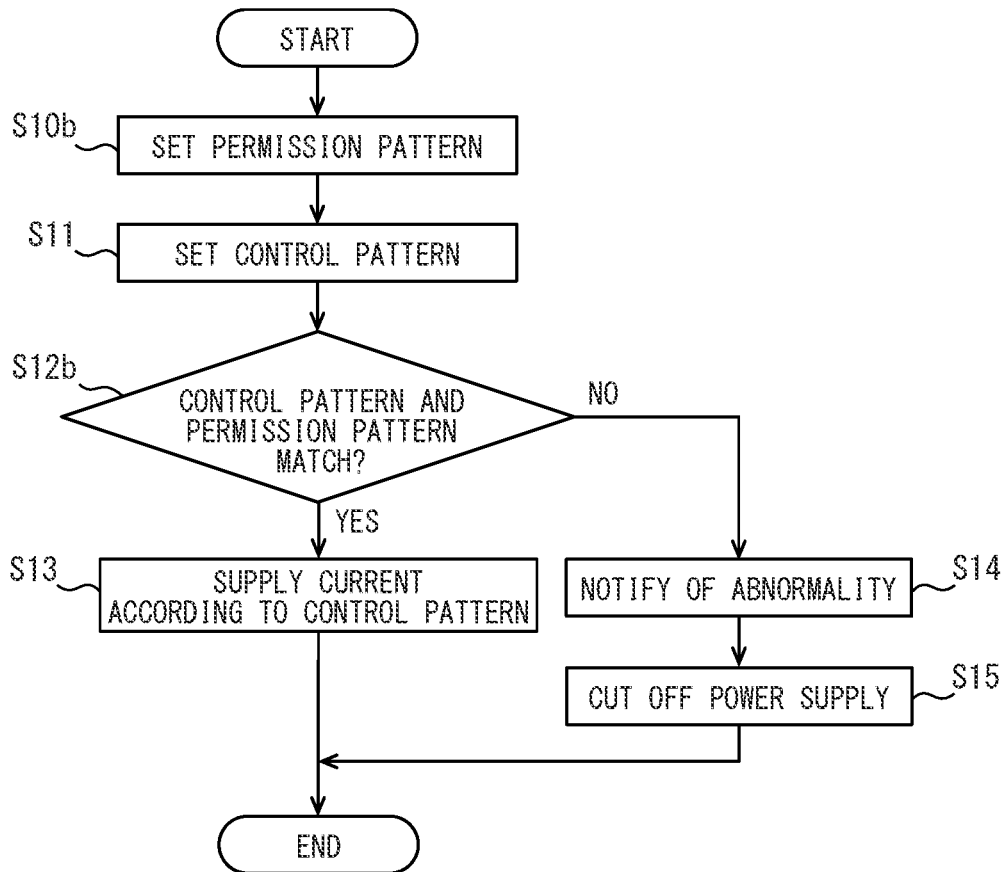 START
S10b
SET PERMISSION PATTERN
S11
SET CONTROL PATTERN
S12b
CONTROL PATTERN AND
PERMISSION PATTERN
MATCH?
NO
YES
S13
SUPPLY CURRENT
ACCORDING TO CONTROL PATTERN
S14
NOTIFY OF ABNORMALITY
S15
CUT OFF POWER SUPPLY
END